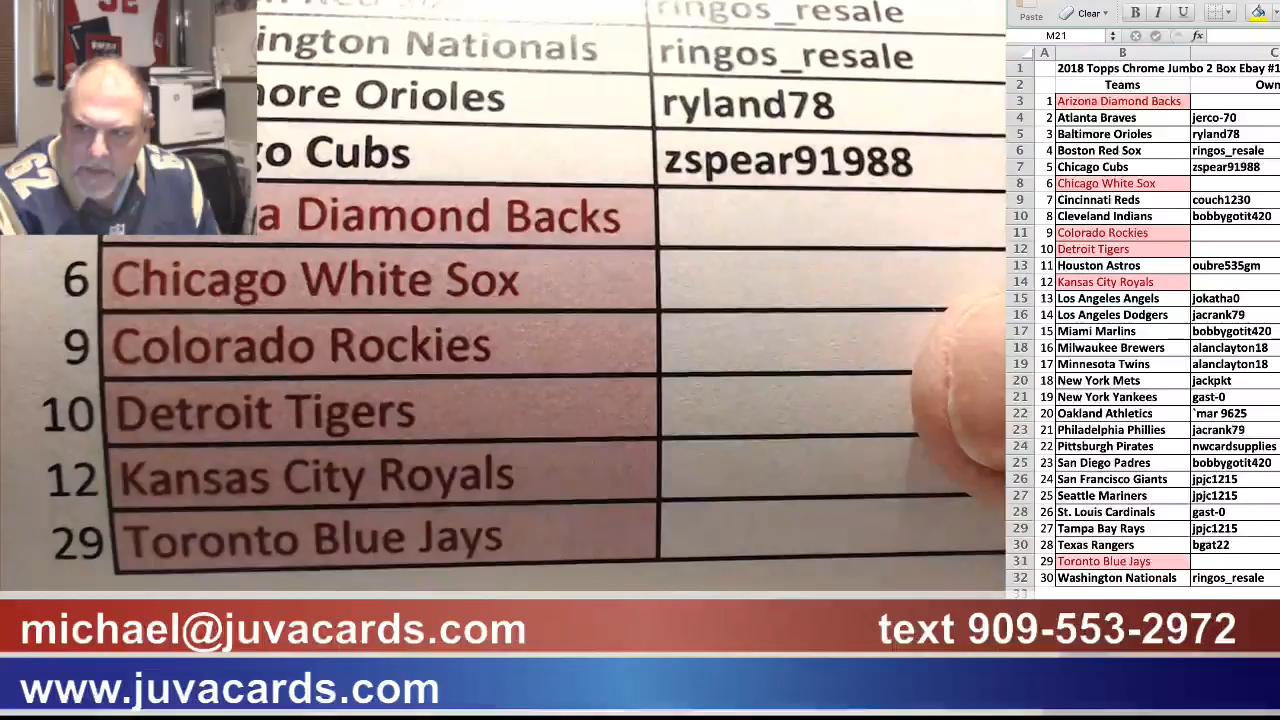 ringos_resale
ington Nationals ringos_resale
ore Orioles ryland78
go Cubs zspear91988
a Diamond Backs
6 Chicago White Sox
9 Colorado Rockies
10 Detroit Tigers
12 Kansas City Royals
29 Toronto Blue Jays
Paste Clear B I U
M21 fx
A B C
1 2018 Topps Chrome Jumbo 2 Box Ebay #1
2 Teams Own
3 1 Arizona Diamond Backs
4 2 Atlanta Braves jerco-70
5 3 Baltimore Orioles ryland78
6 4 Boston Red Sox ringos_resale
7 5 Chicago Cubs zspear91988
8 6 Chicago White Sox
9 7 Cincinnati Reds couch1230
10 8 Cleveland Indians bobbygotit420
11 9 Colorado Rockies
12 10 Detroit Tigers
13 11 Houston Astros oubre535gm
14 12 Kansas City Royals
15 13 Los Angeles Angels jokatha0
16 14 Los Angeles Dodgers jacrank79
17 15 Miami Marlins bobbygotit420
18 16 Milwaukee Brewers alanclayton18
19 17 Minnesota Twins alanclayton18
20 18 New York Mets jackpkt
21 19 New York Yankees gast-0
22 20 Oakland Athletics `mar 9625
23 21 Philadelphia Phillies jacrank79
24 22 Pittsburgh Pirates nwcardsupplies
25 23 San Diego Padres bobbygotit420
26 24 San Francisco Giants jpjc1215
27 25 Seattle Mariners jpjc1215
28 26 St. Louis Cardinals gast-0
29 27 Tampa Bay Rays jpjc1215
30 28 Texas Rangers bgat22
31 29 Toronto Blue Jays
32 30 Washington Nationals ringos_resale
michael@juvacards.com text 909-553-2972
www.juvacards.com